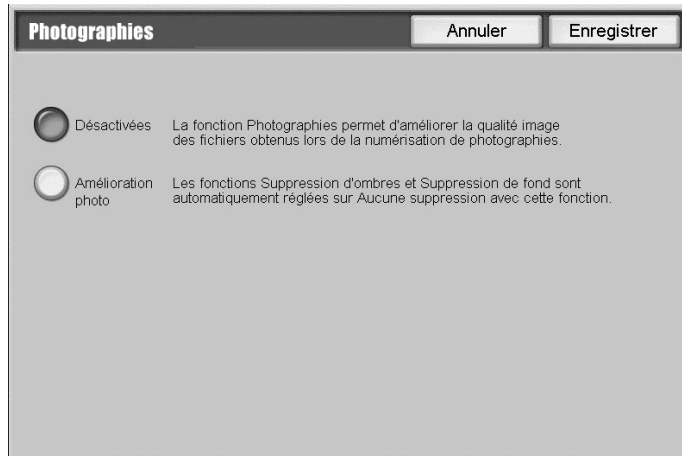 Photographies
Annuler
Enregistrer
Désactivées
La fonction Photographies permet d'améliorer la qualité image
des fichiers obtenus lors de la numérisation de photographies.
Amélioration
photo
Les fonctions Suppression d'ombres et Suppression de fond sont
automatiquement réglées sur Aucune suppression avec cette fonction.